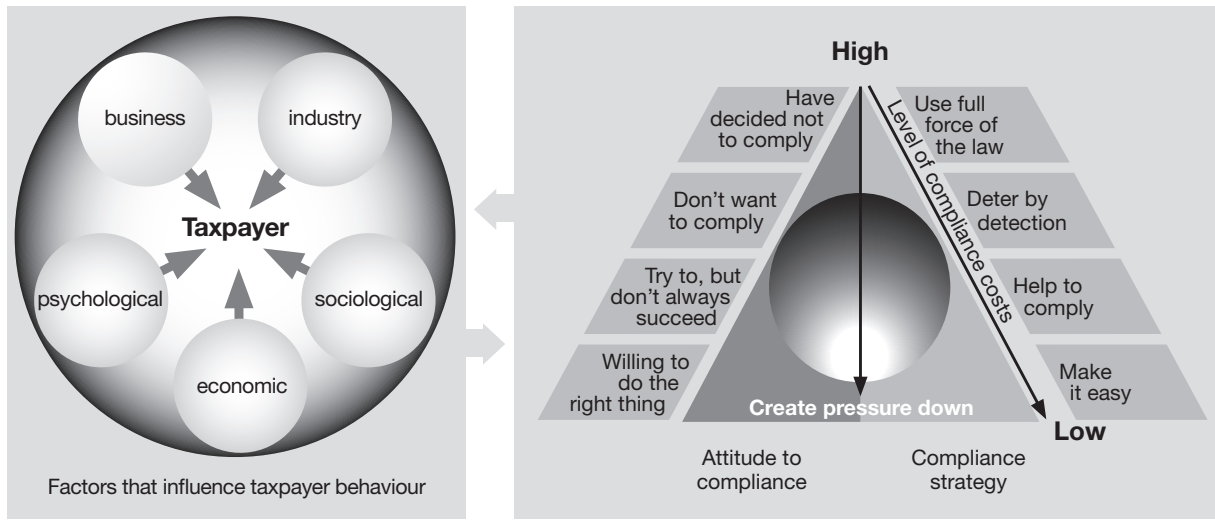 business
industry
Taxpayer
psychological
sociological
economic
Factors that influence taxpayer behaviour
High
Have
decided not
to comply
Don't want
to comply
Try to, but
don't always
succeed
Willing to
do the
right thing
Level of compliance costs
Use full
force of
the law
Deter by
detection
Help to
comply
Make
it easy
Create pressure down
Low
Attitude to
compliance
Compliance
strategy